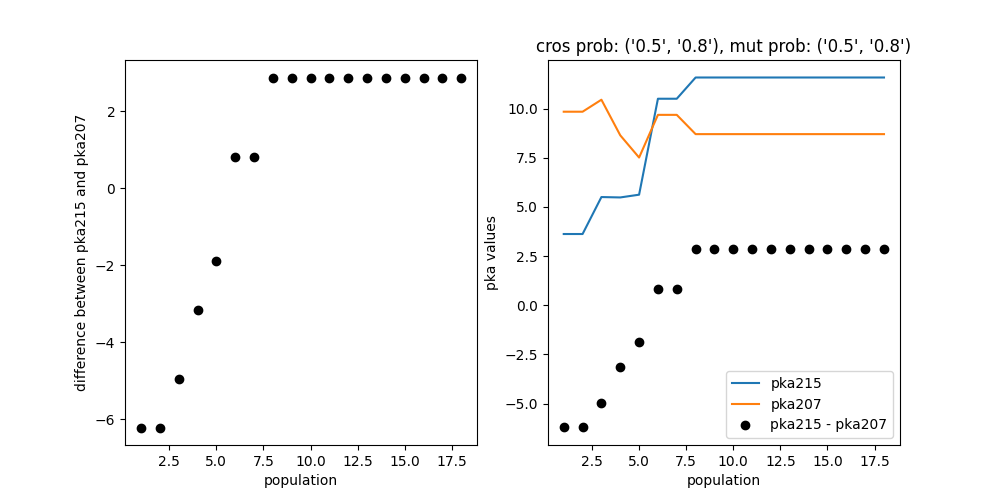 difference between pka215 and pka207
2
0
−2
−4
−6
2.5 5.0 7.5 10.0 12.5 15.0 17.5
population
cros prob: ('0.5', '0.8'), mut prob: ('0.5', '0.8')
pka values
10.0
7.5
5.0
2.5
0.0
−2.5
−5.0
pka215
pka207
pka215 - pka207
2.5 5.0 7.5 10.0 12.5 15.0 17.5
population